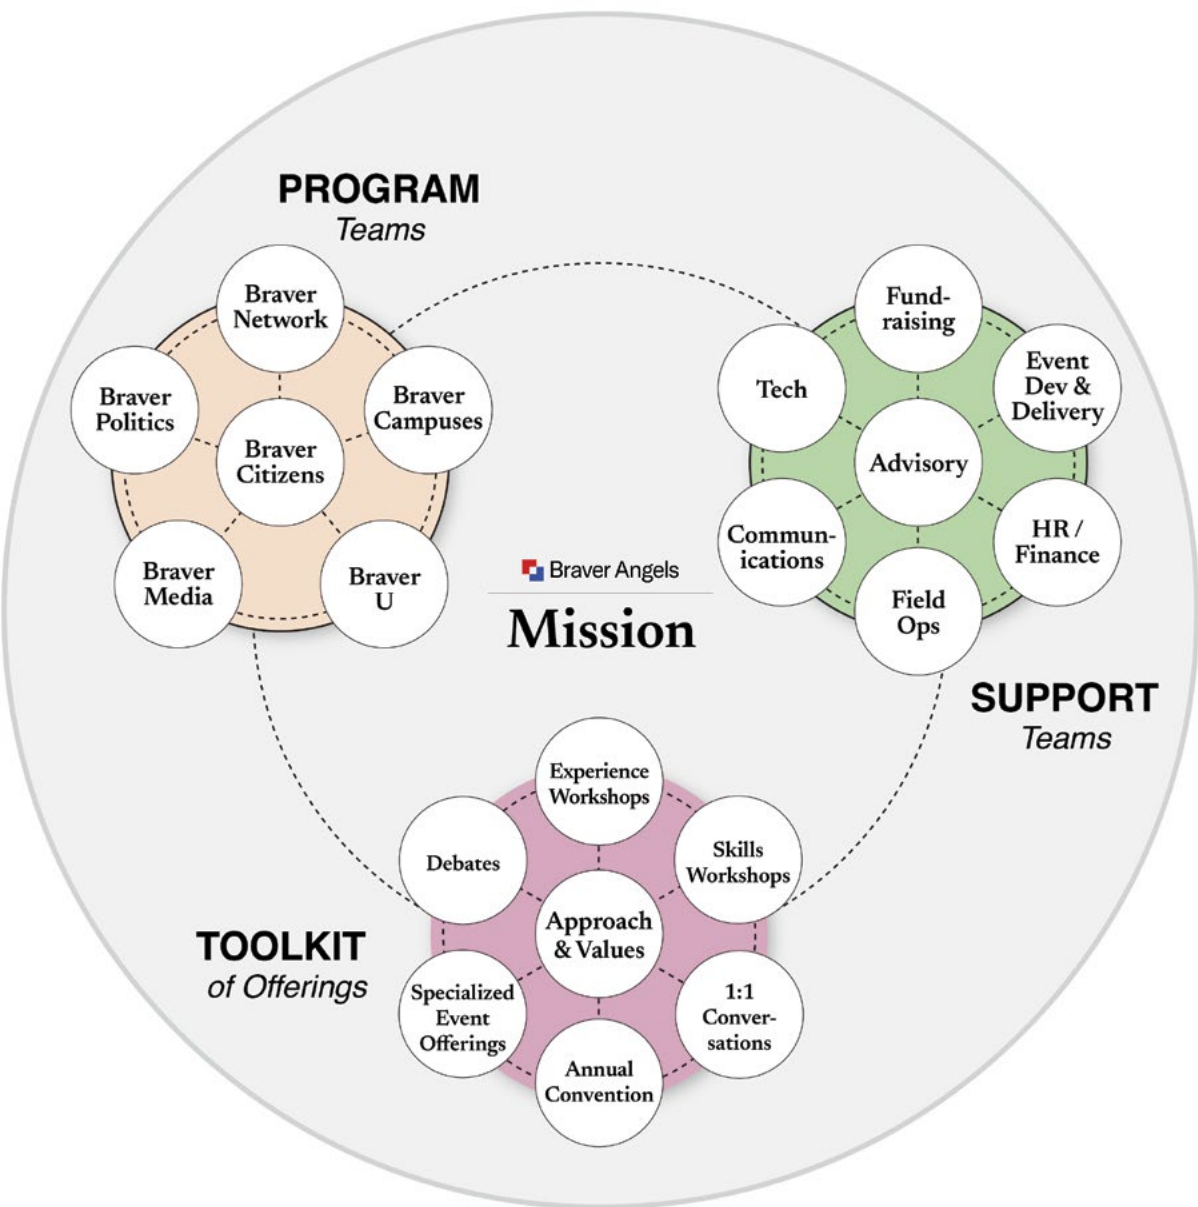 PROGRAM
Teams
Braver
Network
Braver
Politics
Braver
Campuses
Braver
Citizens
Braver
Media
Braver
U
Fund-
raising
Tech
Event
Dev &
Delivery
Advisory
Commun-
ications
HR /
Finance
Field
Ops
SUPPORT
Teams
Braver Angels
Mission
Experience
Workshops
Debates
Skills
Workshops
Approach
& Values
TOOLKIT
of Offerings
Specialized
Event
Offerings
1:1
Conver-
sations
Annual
Convention